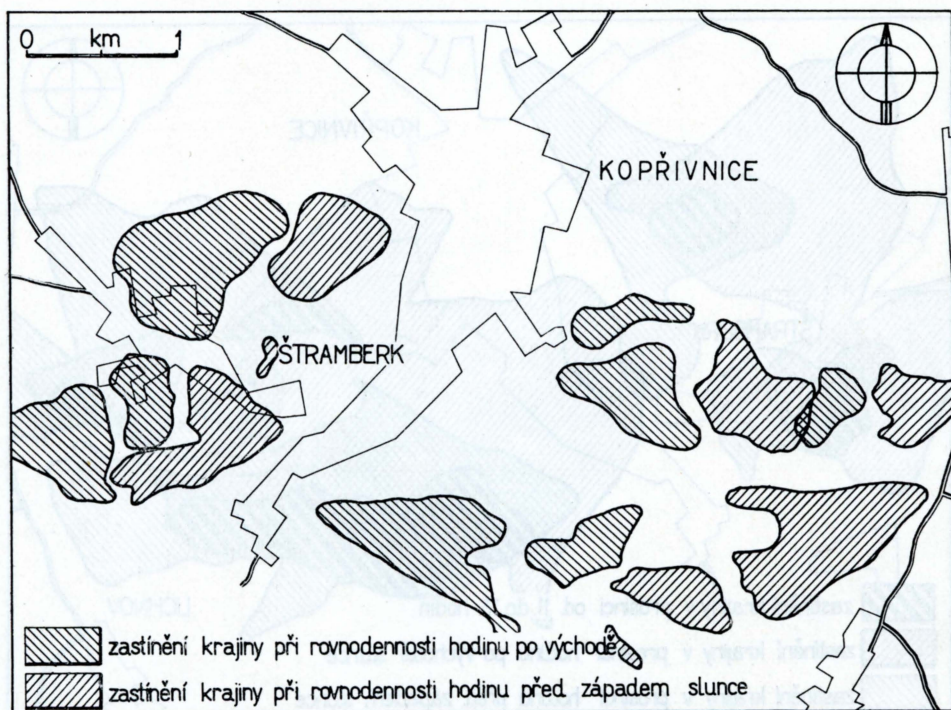 0 km 1
KOPŘIVNICE
ŠTRAMBERK
zastínění krajiny při rovnodennosti hodinu po východě
zastínění krajiny při rovnodennosti hodinu před západem slunce